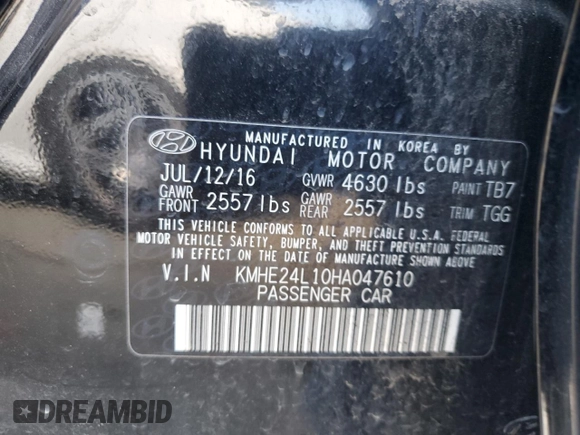 MANUFACTURED IN KOREA BY
HYUNDAI MOTOR COMPANY
JUL/12/16 GVWR 4630 lbs PAINT TB7
GAWR FRONT 2557 lbs GAWR REAR 2557 lbs TRIM TGG
THIS VEHICLE CONFORMS TO ALL APPLICABLE U.S.A. FEDERAL
MOTOR VEHICLE SAFETY, BUMPER, AND THEFT PREVENTION STANDARDS
IN EFFECT ON THE DATE OF MANUFACTURE SHOWN ABOVE.
V.I.N KMHE24L10HA047610
PASSENGER CAR
DREAMBID